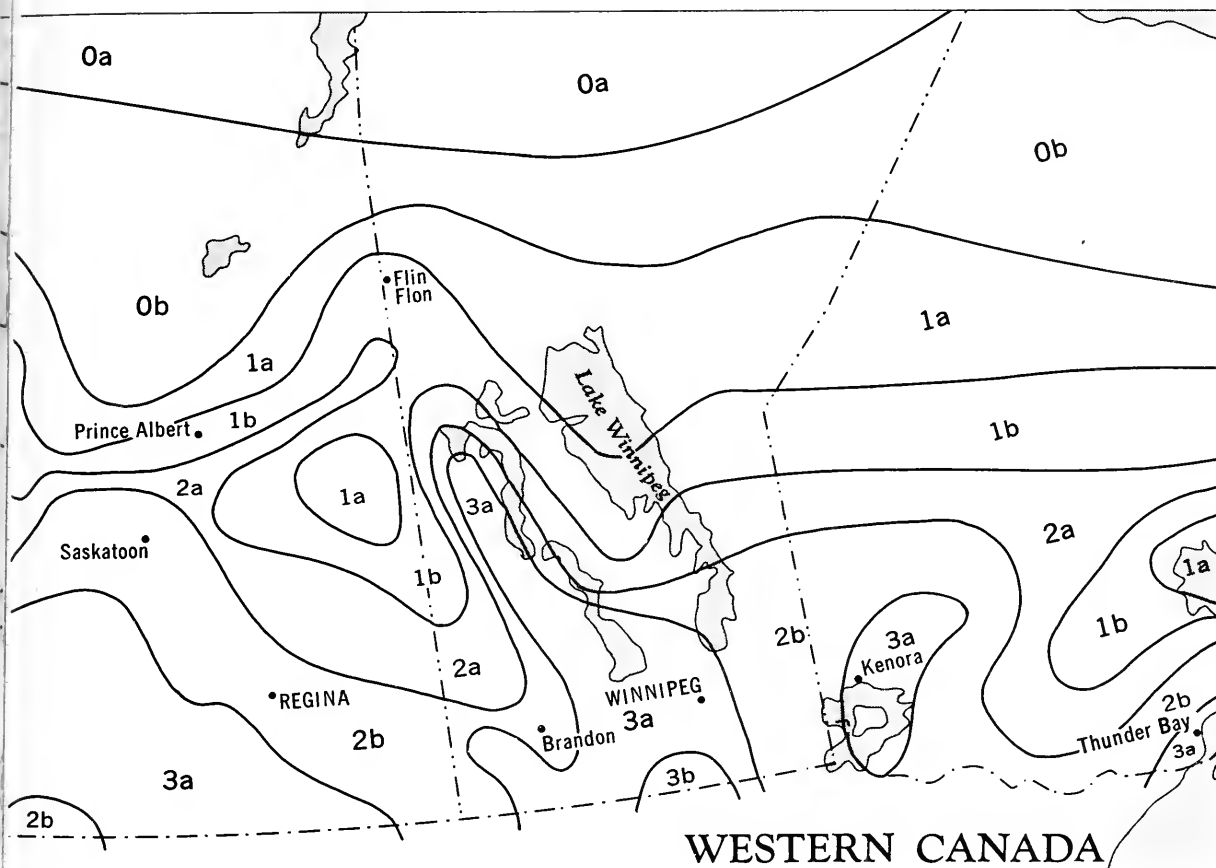 0a
0a
0b
Flin
Flon
0b
1a
1a
Lake Winnipeg
Prince Albert
1b
1b
2a
1a
3a
Saskatoon
2a
1a
1b
1b
2b
3a
Kenora
2a
REGINA
WINNIPEG
3a
2b
2b
Brandon
Thunder Bay
3a
3a
3b
2b
WESTERN CANADA